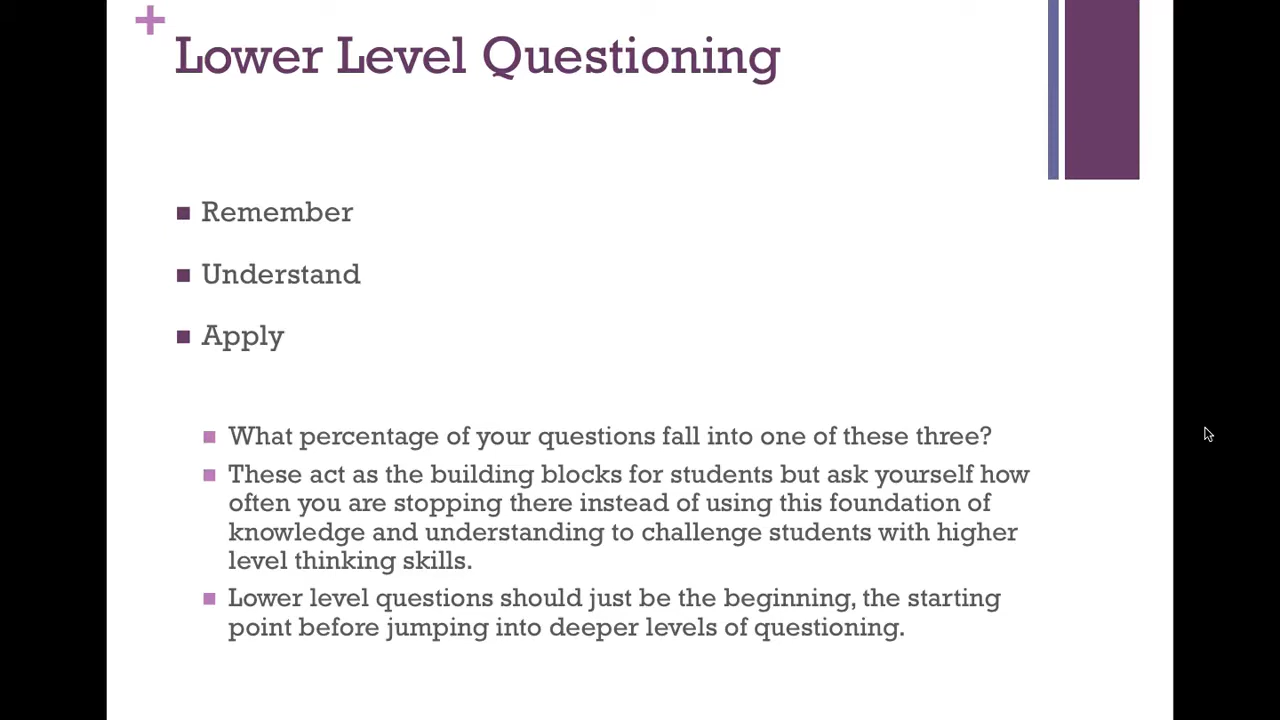 +
Lower Level Questioning
Remember
Understand
Apply
What percentage of your questions fall into one of these three?
These act as the building blocks for students but ask yourself how
often you are stopping there instead of using this foundation of
knowledge and understanding to challenge students with higher
level thinking skills.
Lower level questions should just be the beginning, the starting
point before jumping into deeper levels of questioning.